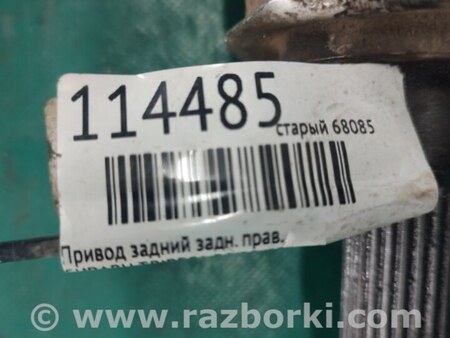 114485
старый 68085
Привод задний задн. прав.
© www.razborki.com